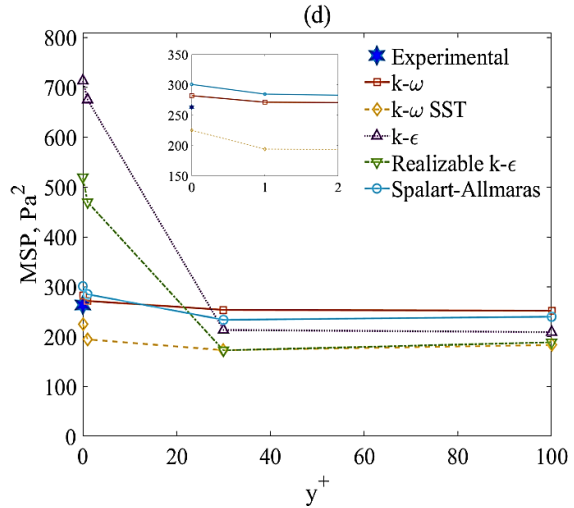 (d)
800
700
600
500
400
300
200
100
0
MSP, Pa²
0
20
40
60
80
100
y⁺
350
300
250
200
150
0
1
2
Experimental
k-ω
k-ω SST
k-ϵ
Realizable k-ϵ
Spalart-Allmaras